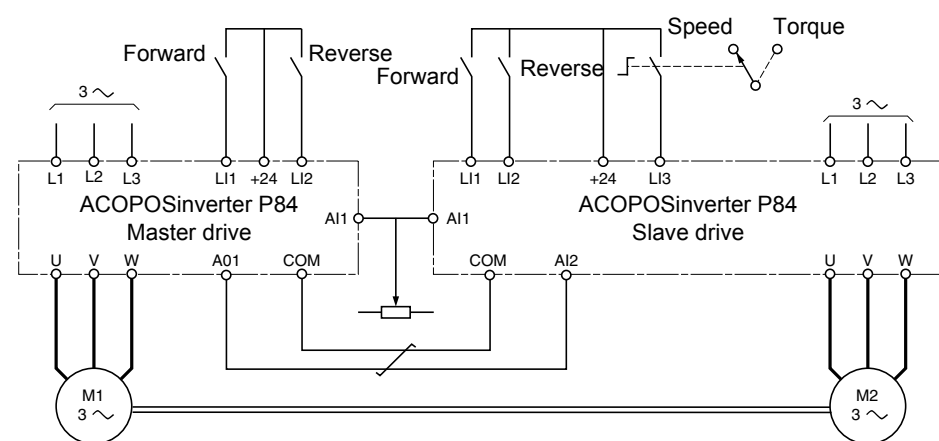 Speed Torque
Forward Reverse
Forward Reverse
3
3
L1 L2 L3 LI1 +24 LI2
LI1 LI2 +24 LI3 L1 L2 L3
ACOPOSinverter P84
Master drive
AI1
AI1
ACOPOSinverter P84
Slave drive
U V W A01 COM
COM AI2 U V W
M1
3
M2
3